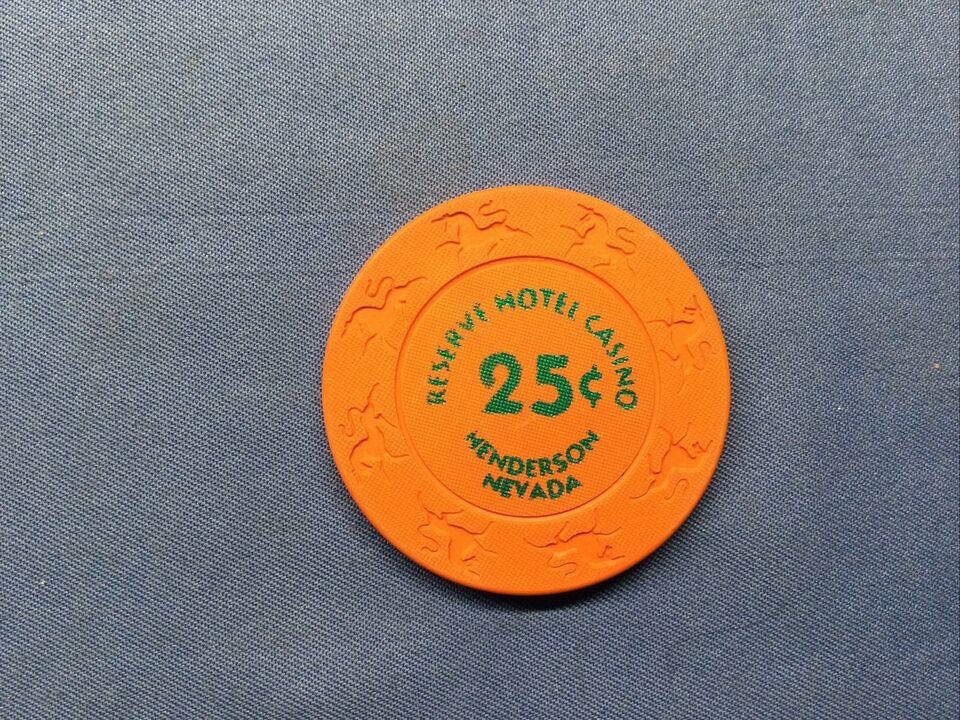 RESERVE HOTEL CASINO
25¢
HENDERSON
NEVADA